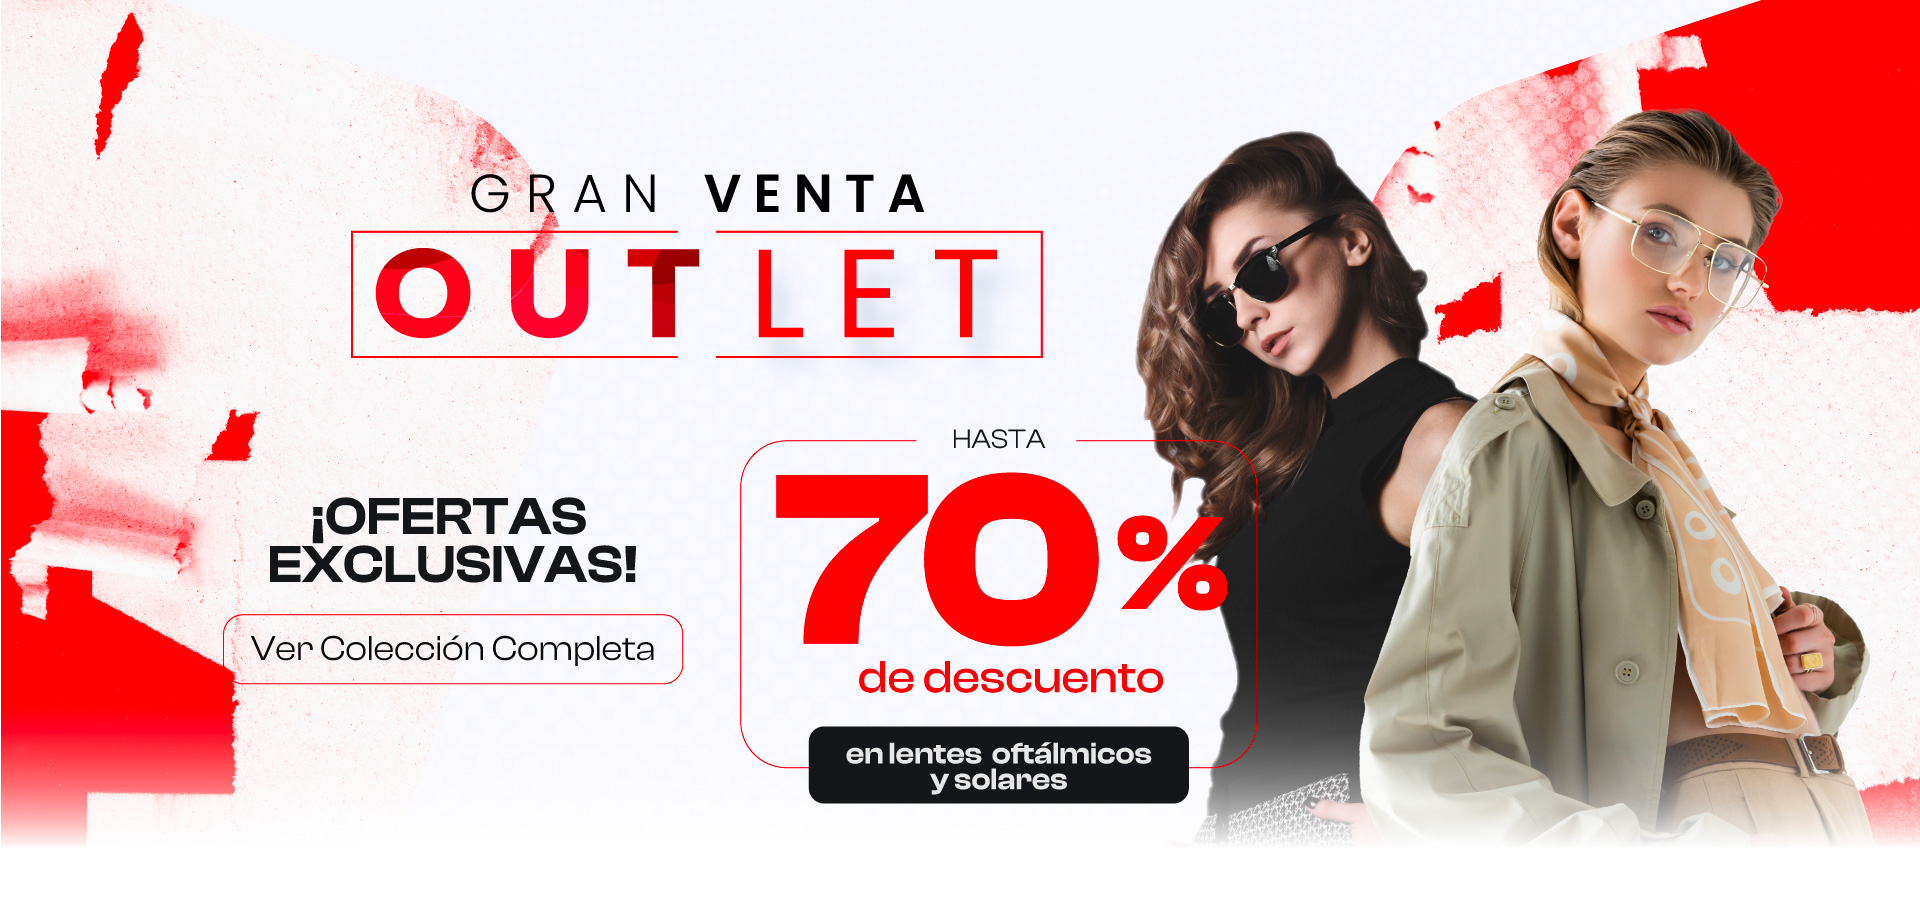 GRAN VENTA
OUTLET
¡OFERTAS
EXCLUSIVAS!
Ver Colección Completa
HASTA
70%
de descuento
en lentes oftálmicos
y solares